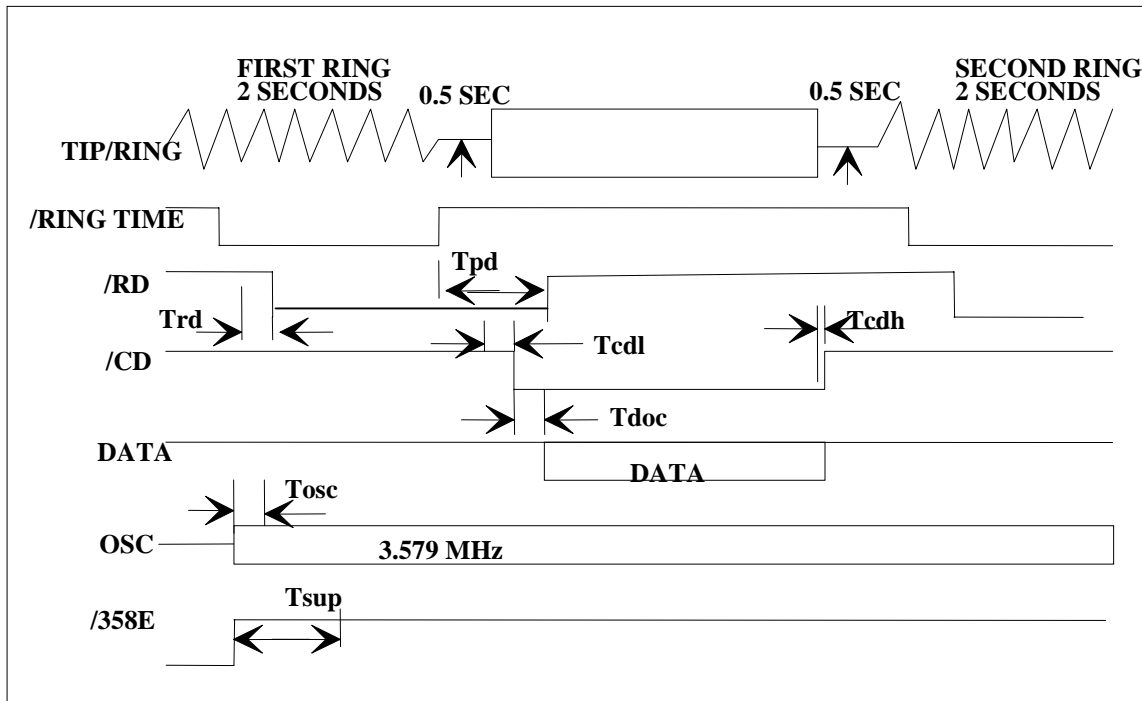 FIRST RING
2 SECONDS
0.5 SEC
0.5 SEC
SECOND RING
2 SECONDS
TIP/RING
/RING TIME
Tpd
/RD
Trd
Tcdh
Tcdl
/CD
Tdoc
DATA
DATA
Tosc
OSC
3.579 MHz
Tsup
/358E